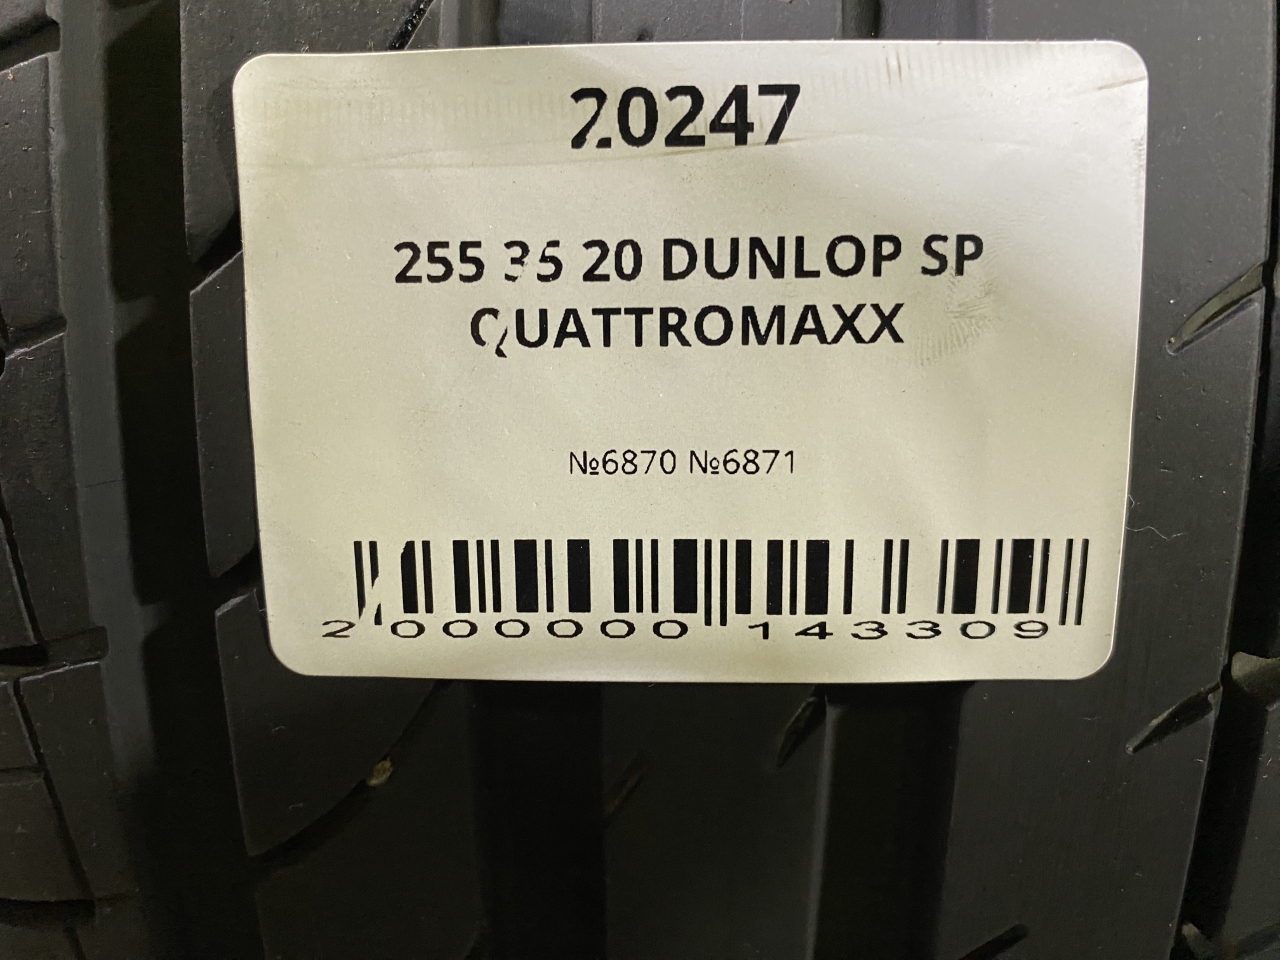 20247
255 35 20 DUNLOP SP
QUATTROMAXX
№6870 №6871
2 000000 143309